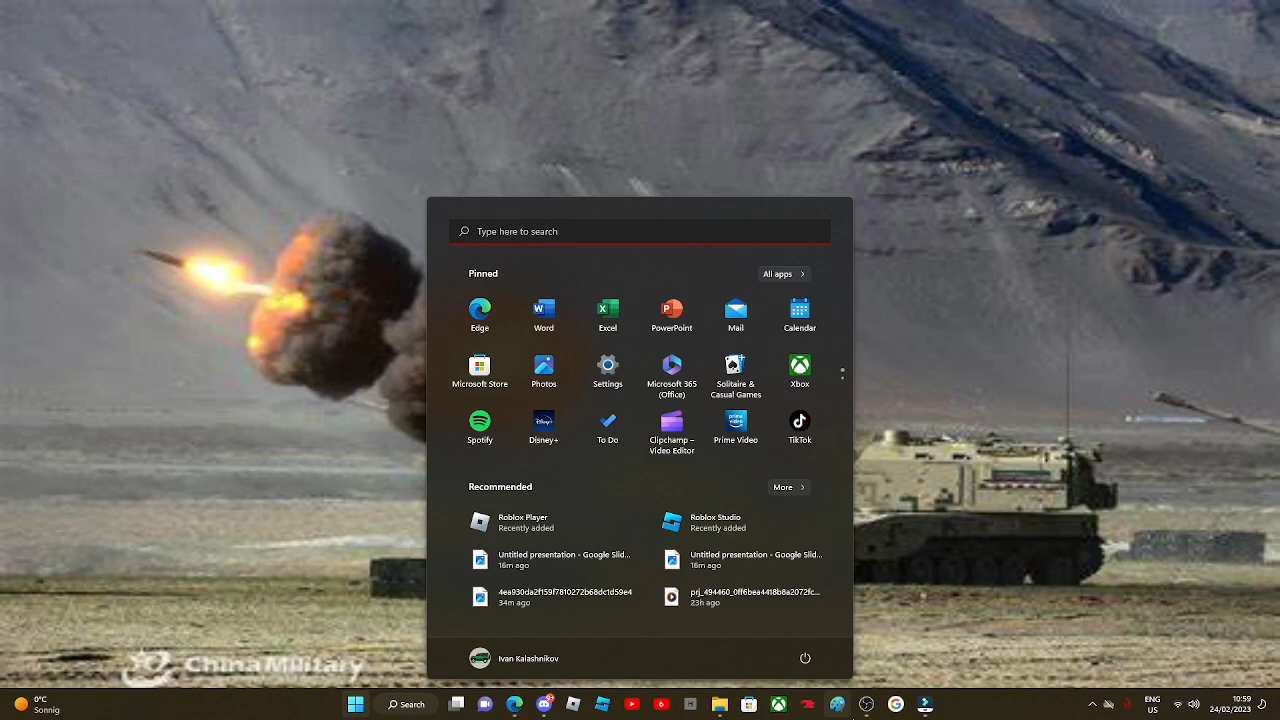 Type here to search
Pinned
All apps
Edge
Word
Excel
PowerPoint
Mail
Calendar
Microsoft Store
Photos
Settings
Microsoft 365
(Office)
Solitaire &
Casual Games
Xbox
Spotify
Disney+
To Do
Clipchamp –
Video Editor
Prime Video
TikTok
Recommended
More
Roblox Player
Recently added
Roblox Studio
Recently added
Untitled presentation - Google Slid...
16m ago
Untitled presentation - Google Slid...
16m ago
4ea930da2f159f7810272b68dc1d59e4
34m ago
prj_494460_0ff6bea4418b8a2072fc...
23h ago
China Military
Ivan Kalashnikov
0°C
Sonnig
Search
9+
ENG
10:59
24/02/2023